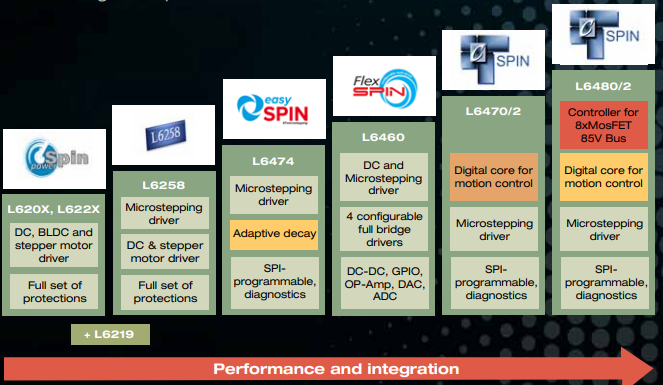 powerSpin
L620X, L622X
DC, BLDC and
stepper motor
driver
Full set of
protections
+ L6219
L6258
L6258
Microstepping
driver
DC & stepper
motor driver
Full set of
protections
easy
SPIN
L6474
Microstepping
driver
Adaptive decay
SPI-
programmable,
diagnostics
Flex
SPIN
L6460
DC and
Microstepping
driver
4 configurable
full bridge
drivers
DC-DC, GPIO,
OP-Amp, DAC,
ADC
SPIN
L6470/2
Digital core for
motion control
Microstepping
driver
SPI-
programmable,
diagnostics
SPIN
L6480/2
Controller for
8xMosFET
85V Bus
Digital core for
motion control
Microstepping
driver
SPI-
programmable,
diagnostics
Performance and integration